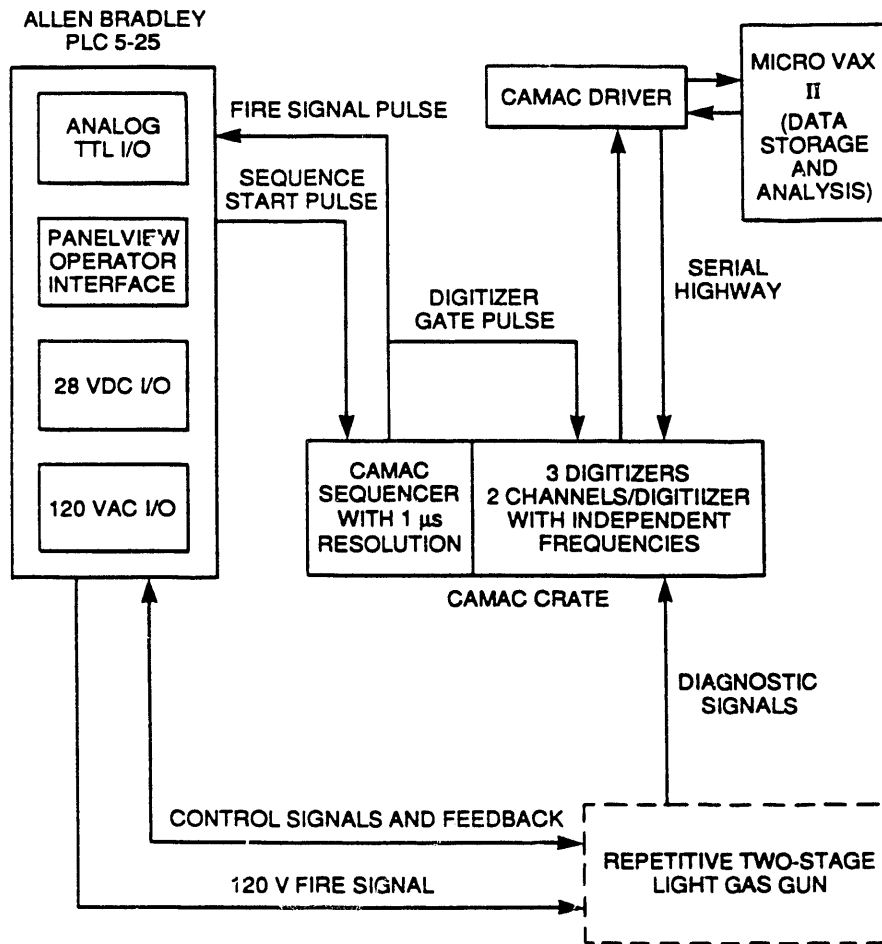 ALLEN BRADLEY
PLC 5-25
ANALOG
TTL I/O
PANELVIEW
OPERATOR
INTERFACE
28 VDC I/O
120 VAC I/O
FIRE SIGNAL PULSE
SEQUENCE
START PULSE
CAMAC DRIVER
MICRO VAX
II
(DATA
STORAGE
AND
ANALYSIS)
SERIAL
HIGHWAY
DIGITIZER
GATE PULSE
CAMAC
SEQUENCER
WITH 1 μs
RESOLUTION
3 DIGITIZERS
2 CHANNELS/DIGITIIZER
WITH INDEPENDENT
FREQUENCIES
CAMAC CRATE
DIAGNOSTIC
SIGNALS
CONTROL SIGNALS AND FEEDBACK
120 V FIRE SIGNAL
REPETITIVE TWO-STAGE
LIGHT GAS GUN